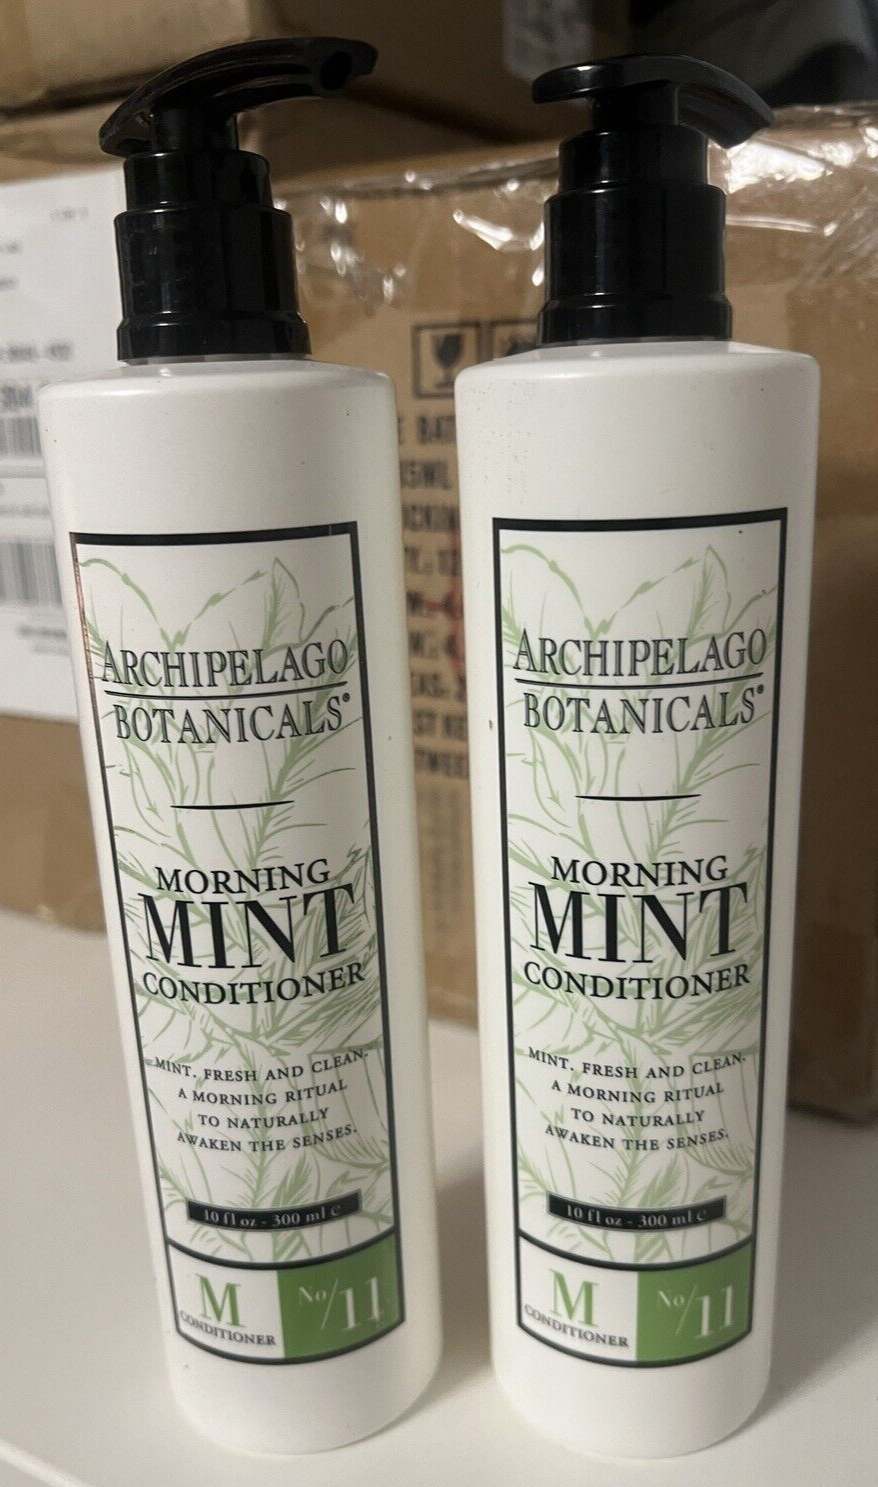 ARCHIPELAGO
BOTANICALS®
MORNING
MINT
CONDITIONER
MINT. FRESH AND CLEAN.
A MORNING RITUAL
TO NATURALLY
AWAKEN THE SENSES.
10 fl oz - 300 ml e
M
CONDITIONER
No/11
ARCHIPELAGO
BOTANICALS®
MORNING
MINT
CONDITIONER
MINT. FRESH AND CLEAN.
A MORNING RITUAL
TO NATURALLY
AWAKEN THE SENSES.
10 fl oz - 300 ml e
M
CONDITIONER
No/11